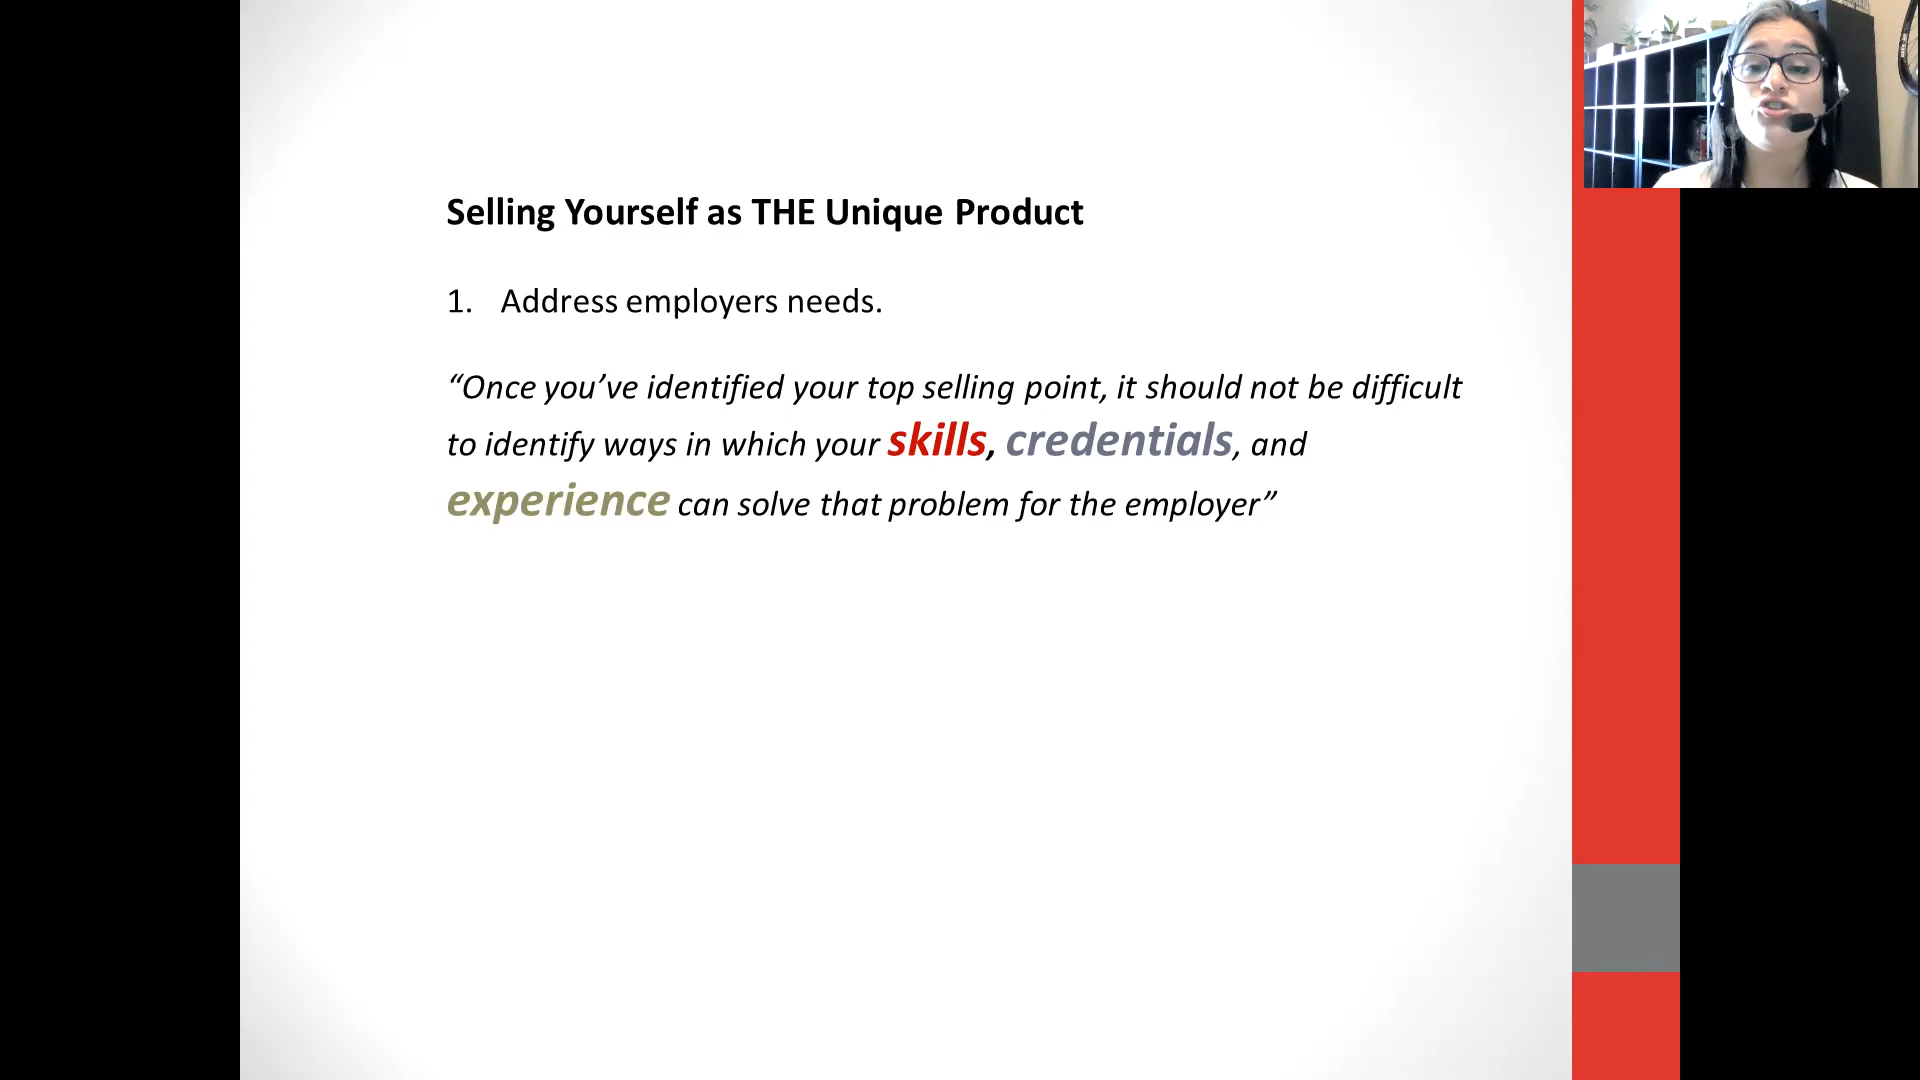 Selling Yourself as THE Unique Product
1. Address employers needs.
“Once you’ve identified your top selling point, it should not be difficult
to identify ways in which your skills, credentials, and
experience can solve that problem for the employer”